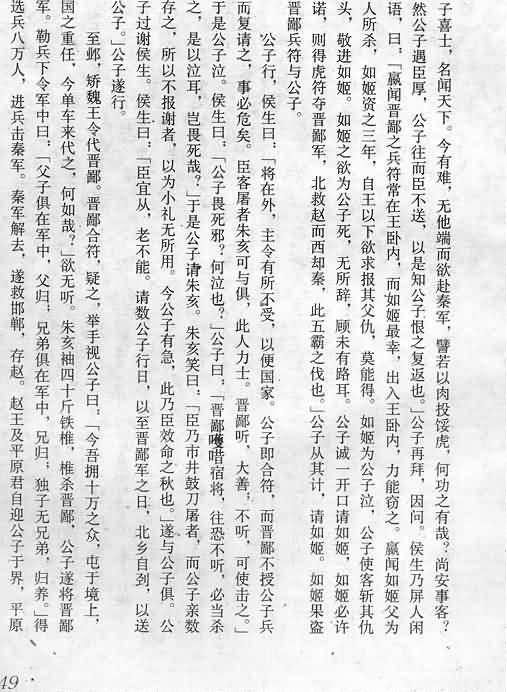 子喜士，名闻天下。今有难，无他端而欲赴秦军，譬若以肉投馁虎，何功之有哉？尚安事客？
然公子遇臣厚，公子往而臣不送，以是知公子恨之复返也。」公子再拜，因问。侯生乃屏人闲
语，曰：「嬴闻晋鄙之兵符常在王卧内，而如姬最幸，出入王卧内，力能窃之。嬴闻如姬父为
人所杀，如姬资之三年，自王以下欲求报其父仇，莫能得。如姬为公子泣，公子使客斩其仇
头，敬进如姬。如姬之欲为公子死，无所辞，顾未有路耳。公子诚一开口请如姬，如姬必许
诺，则得虎符夺晋鄙军，北救赵而西却秦，此五霸之伐也。」公子从其计，请如姬。如姬果盗
晋鄙兵符与公子。
公子行，侯生曰：「将在外，主令有所不受，以便国家。公子即合符，而晋鄙不授公子兵
而复请之，事必危矣。臣客屠者朱亥可与俱，此人力士。晋鄙听，大善；不听，可使击之。」
于是公子泣。侯生曰：「公子畏死邪？何泣也？」公子曰：「晋鄙嚄唶宿将，往恐不听，必当杀
之，是以泣耳，岂畏死哉？」于是公子请朱亥。朱亥笑曰：「臣乃市井鼓刀屠者，而公子亲数
存之，所以不报谢者，以为小礼无所用。今公子有急，此乃臣效命之秋也。」遂与公子俱。公
子过谢侯生。侯生曰：「臣宜从，老不能。请数公子行日，以至晋鄙军之日，北乡自刭，以送
公子。」公子遂行。
至邺，矫魏王令代晋鄙。晋鄙合符，疑之，举手视公子曰：「今吾拥十万之众，屯于境上，
国之重任，今单车来代之，何如哉？」欲无听。朱亥袖四十斤铁椎，椎杀晋鄙，公子遂将晋鄙
军。勒兵下令军中曰：「父子俱在军中，父归；兄弟俱在军中，兄归；独子无兄弟，归养。」得
选兵八万人，进兵击秦军。秦军解去，遂救邯郸，存赵。赵王及平原君自迎公子于界，平原
49